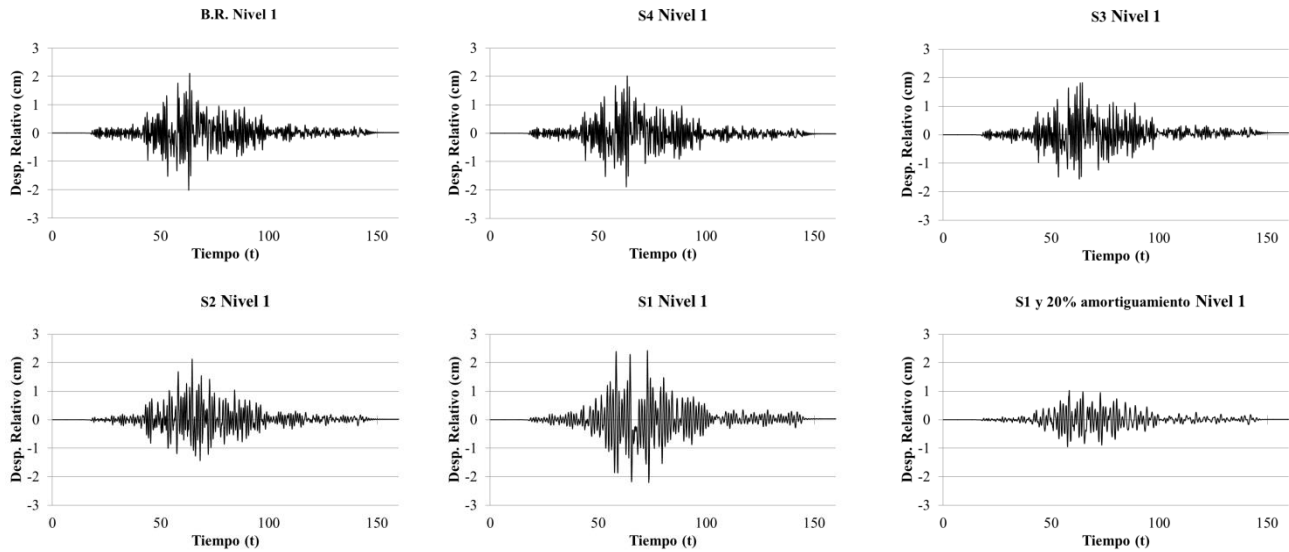 B.R. Nivel 1
Desp. Relativo (cm)
3
2
1
0
-1
-2
-3
0 50 100 150
Tiempo (t)
S4 Nivel 1
Desp. Relativo (cm)
3
2
1
0
-1
-2
-3
0 50 100 150
Tiempo (t)
S3 Nivel 1
Desp. Relativo (cm)
3
2
1
0
-1
-2
-3
0 50 100 150
Tiempo (t)
S2 Nivel 1
Desp. Relativo (cm)
3
2
1
0
-1
-2
-3
0 50 100 150
Tiempo (t)
S1 Nivel 1
Desp. Relativo (cm)
3
2
1
0
-1
-2
-3
0 50 100 150
Tiempo (t)
S1 y 20% amortiguamiento Nivel 1
Desp. Relativo (cm)
3
2
1
0
-1
-2
-3
0 50 100 150
Tiempo (t)